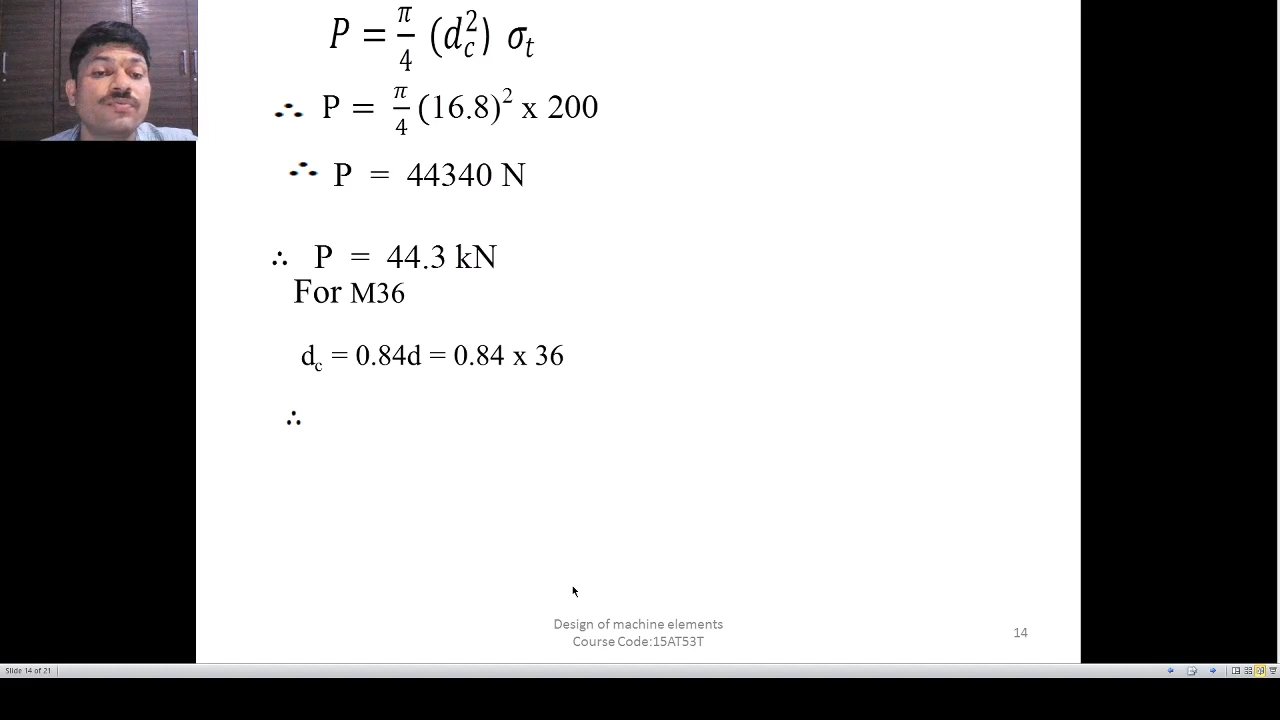 P = π/4 (d_c^2) σ_t
∴ P = π/4 (16.8)^2 x 200
∴ P = 44340 N
∴ P = 44.3 kN
For M36
d_c = 0.84d = 0.84 x 36
∴
Design of machine elements
Course Code:15AT53T
14
Slide 14 of 21